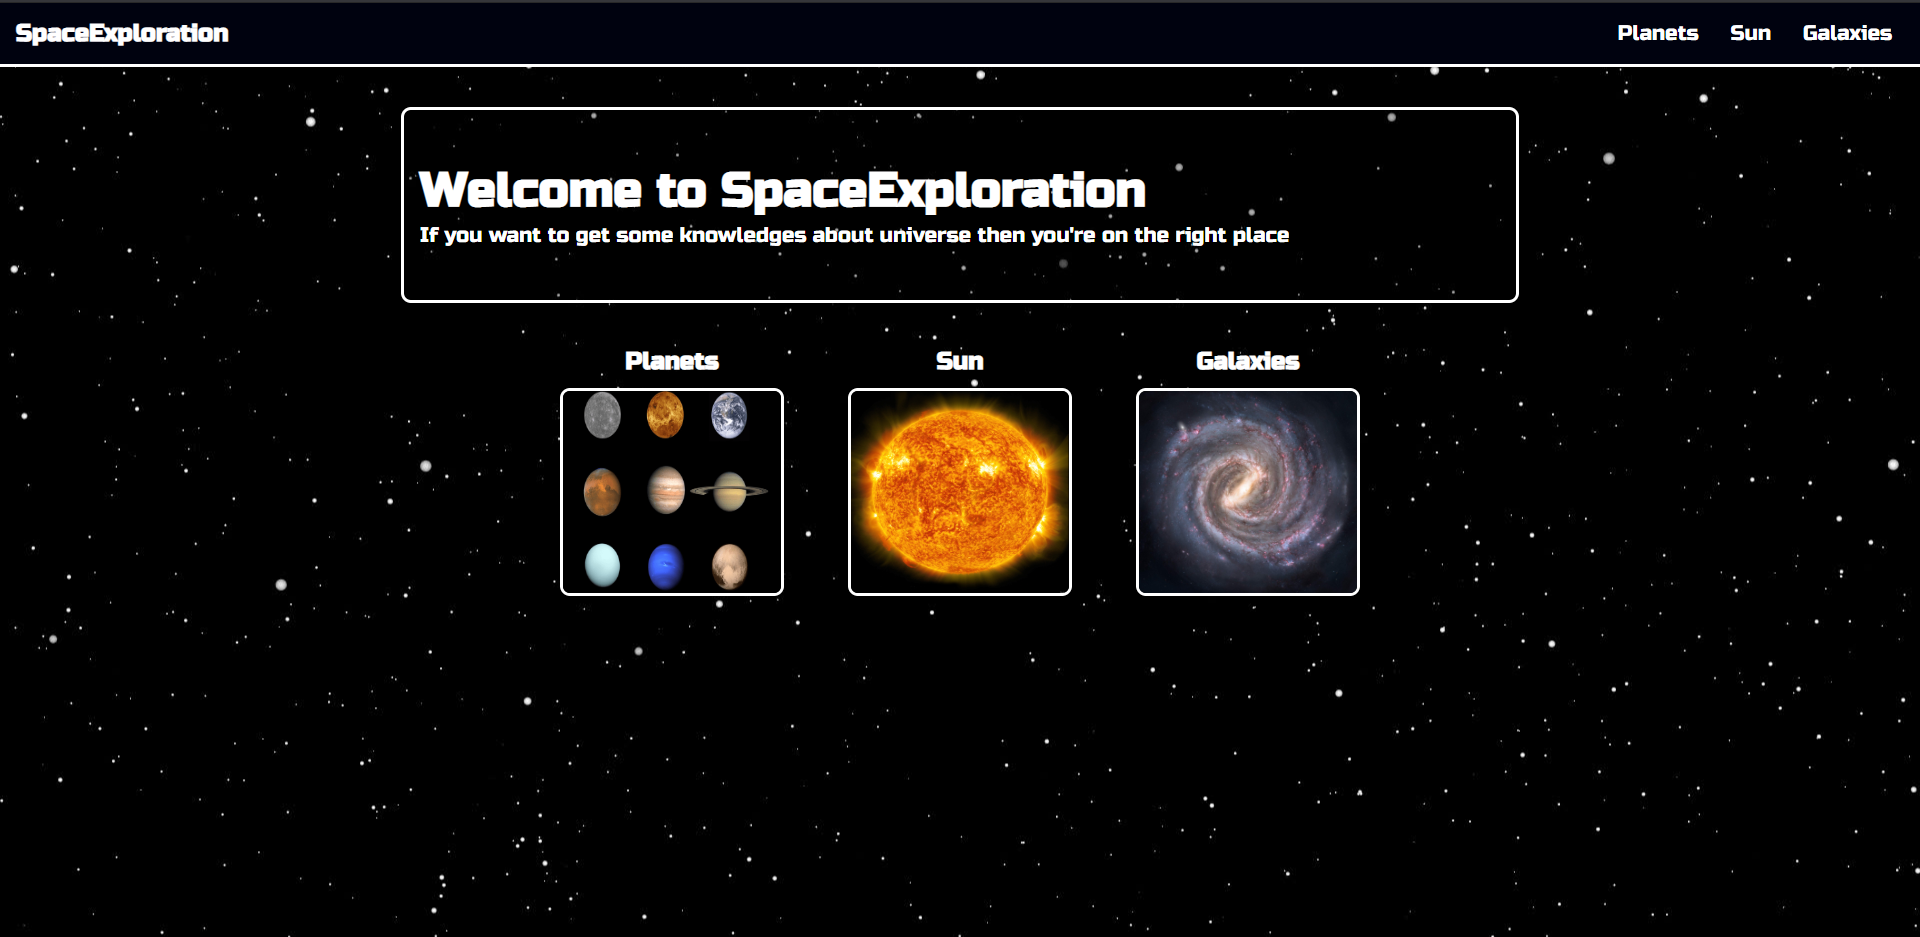 SpaceExploration
Planets Sun Galaxies
Welcome to SpaceExploration
If you want to get some knowledges about universe then you're on the right place
Planets Sun Galaxies